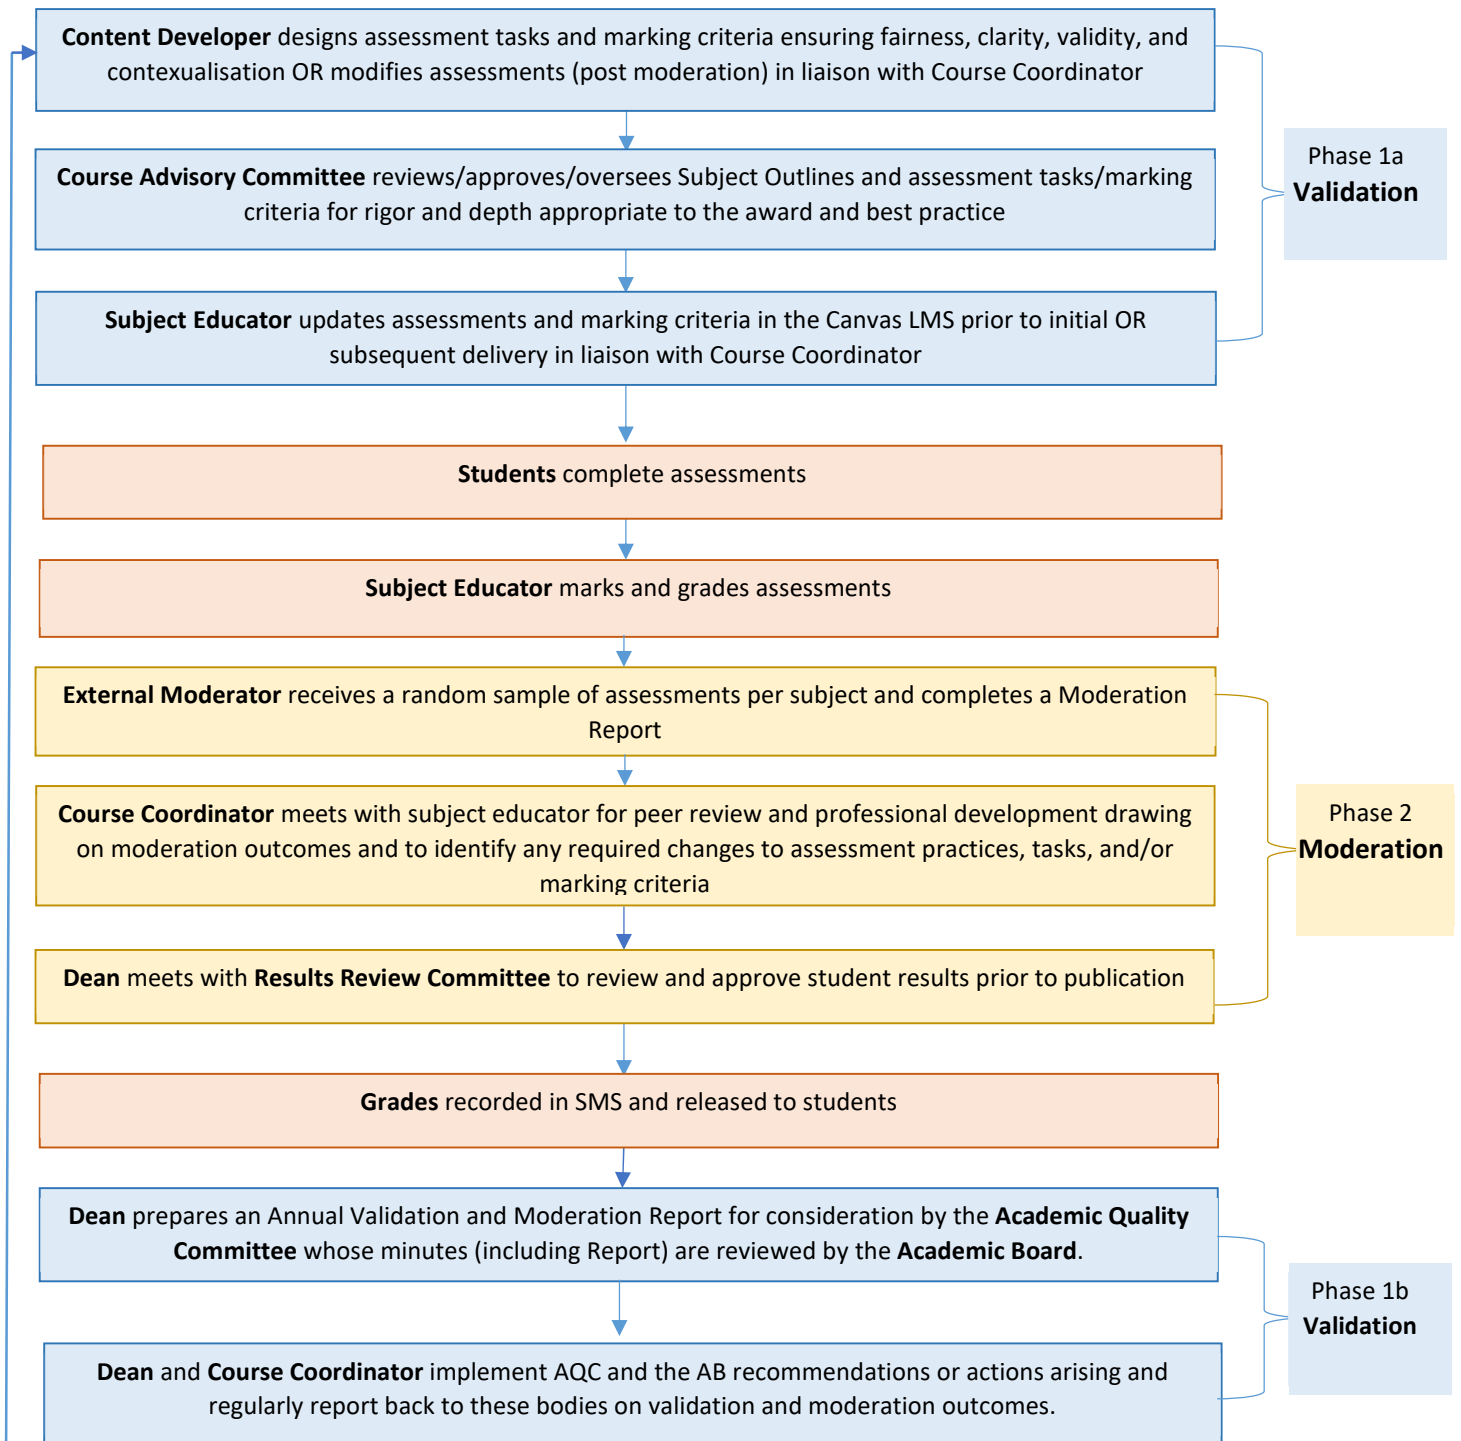 Content Developer designs assessment tasks and marking criteria ensuring fairness, clarity, validity, and
contexualisation OR modifies assessments (post moderation) in liaison with Course Coordinator
Course Advisory Committee reviews/approves/oversees Subject Outlines and assessment tasks/marking
criteria for rigor and depth appropriate to the award and best practice
Subject Educator updates assessments and marking criteria in the Canvas LMS prior to initial OR
subsequent delivery in liaison with Course Coordinator
Phase 1a
Validation
Students complete assessments
Subject Educator marks and grades assessments
External Moderator receives a random sample of assessments per subject and completes a Moderation
Report
Course Coordinator meets with subject educator for peer review and professional development drawing
on moderation outcomes and to identify any required changes to assessment practices, tasks, and/or
marking criteria
Dean meets with Results Review Committee to review and approve student results prior to publication
Phase 2
Moderation
Grades recorded in SMS and released to students
Dean prepares an Annual Validation and Moderation Report for consideration by the Academic Quality
Committee whose minutes (including Report) are reviewed by the Academic Board.
Dean and Course Coordinator implement AQC and the AB recommendations or actions arising and
regularly report back to these bodies on validation and moderation outcomes.
Phase 1b
Validation